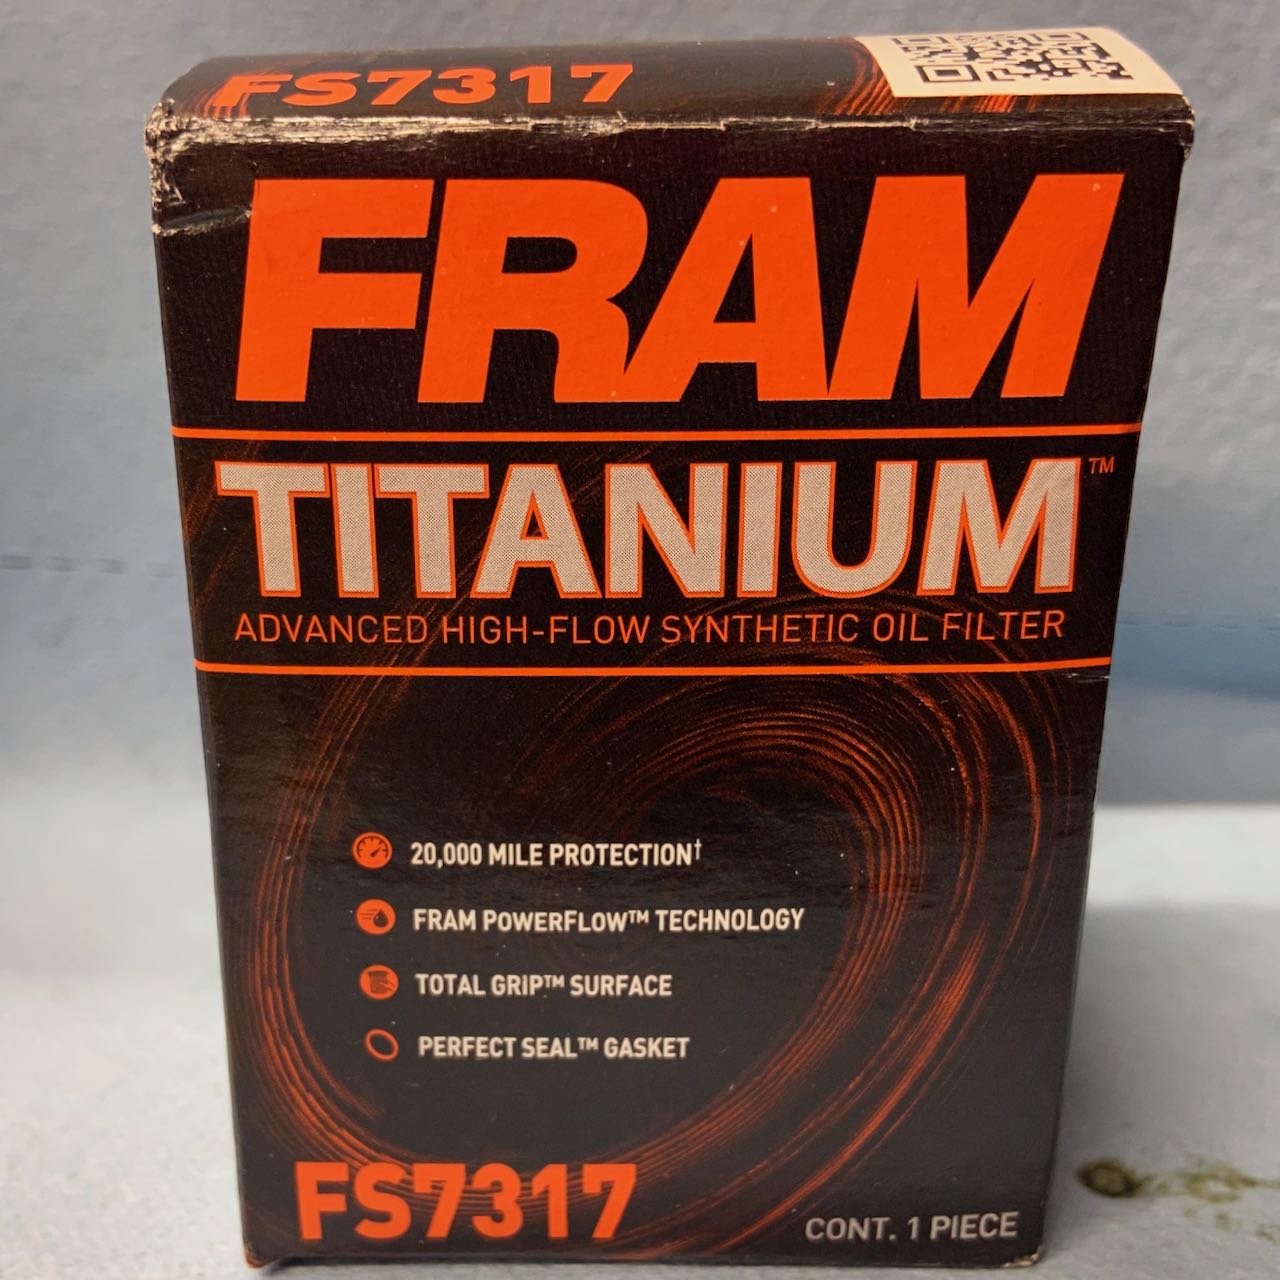 FS7317
FRAM
TITANIUM™
ADVANCED HIGH-FLOW SYNTHETIC OIL FILTER
20,000 MILE PROTECTION†
FRAM POWERFLOW™ TECHNOLOGY
TOTAL GRIP™ SURFACE
PERFECT SEAL™ GASKET
FS7317
CONT. 1 PIECE